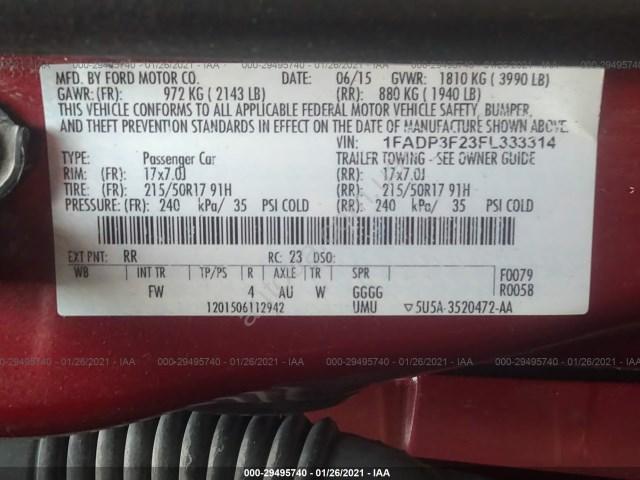 000-29495740 - 01/26/2021 - IAA
MFD. BY FORD MOTOR CO. DATE: 06/15 GVWR: 1810 KG ( 3990 LB)
GAWR: (FR): 972 KG ( 2143 LB) (RR): 880 KG ( 1940 LB)
THIS VEHICLE CONFORMS TO ALL APPLICABLE FEDERAL MOTOR VEHICLE SAFETY, BUMPER,
AND THEFT PREVENTION STANDARDS IN EFFECT ON THE DATE OF MANUFACTURE SHOWN ABOVE.
VIN: 1FADP3F23FL333314
TYPE: Passenger Car TRAILER TOWING - SEE OWNER GUIDE
RIM: (FR): 17x7.0J (RR): 17x7.0J
TIRE: (FR): 215/50R17 91H (RR): 215/50R17 91H
PRESSURE: (FR): 240 kPa/ 35 PSI COLD (RR): 240 kPa/ 35 PSI COLD
EXT PNT: RR RC: 23 DSO:
WB INT TR TP/PS R AXLE TR SPR F0079
FW 4 AU W GGGG R0058
1201506112942 UMU ▽5U5A-3520472-AA
000-29495740 - 01/26/2021 - IAA
000-29495740 - 01/26/2021 - IAA